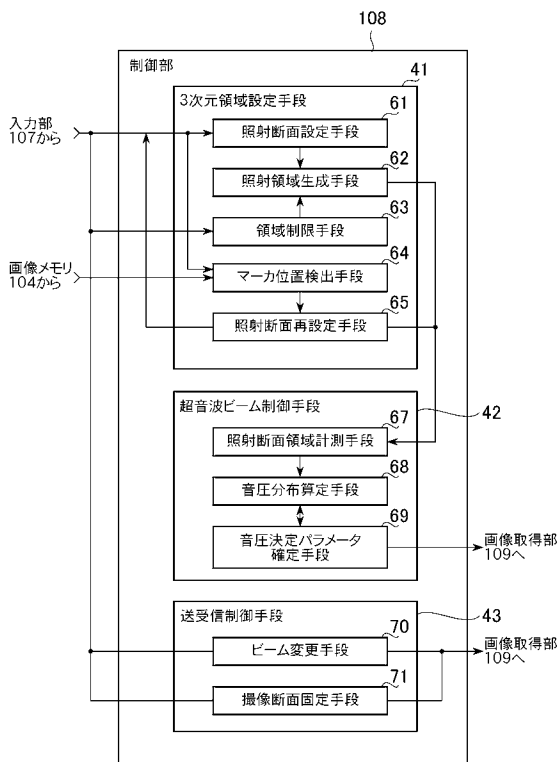 108
制御部
41
3次元領域設定手段
61
入力部
107から
照射断面設定手段
62
照射領域生成手段
63
領域制限手段
64
画像メモリ
104から
マーカ位置検出手段
65
照射断面再設定手段
超音波ビーム制御手段
42
67
照射断面領域計測手段
68
音圧分布算定手段
69
音圧決定パラメータ
確定手段
画像取得部
109へ
送受信制御手段
43
70
ビーム変更手段
画像取得部
109へ
71
撮像断面固定手段